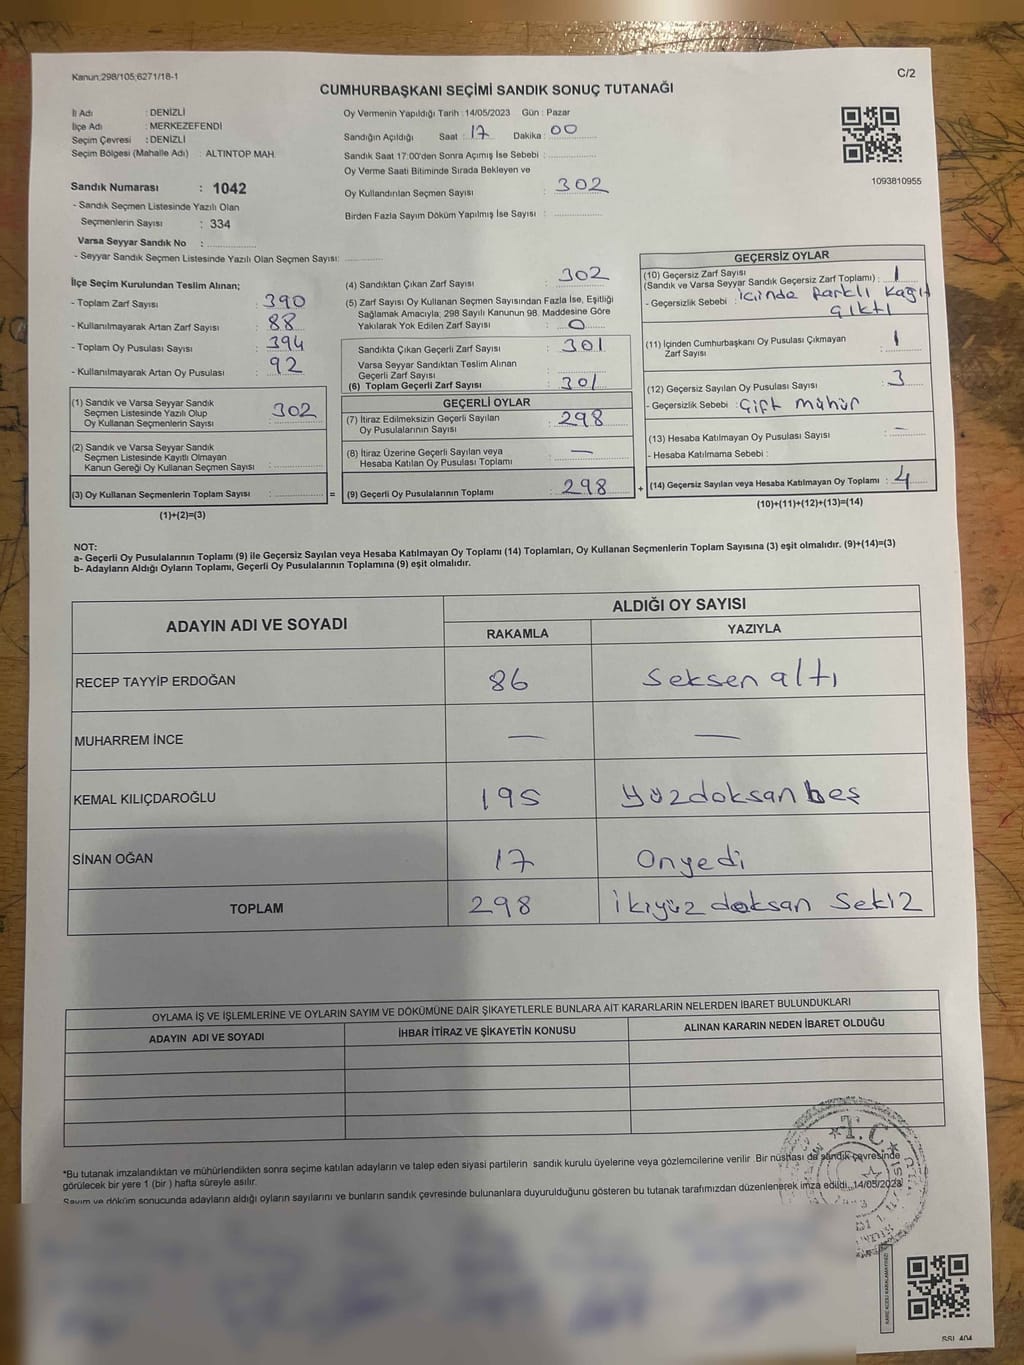 Kanun:298/105;6271/18-1
C/2
CUMHURBAŞKANI SEÇİMİ SANDIK SONUÇ TUTANAĞI
İl Adı : DENİZLİ
İlçe Adı : MERKEZEFENDİ
Seçim Çevresi : DENİZLİ
Seçim Bölgesi (Mahalle Adı) : ALTINTOP MAH.
Sandık Numarası : 1042
- Sandık Seçmen Listesinde Yazılı Olan
Seçmenlerin Sayısı : 334
Varsa Seyyar Sandık No :
- Seyyar Sandık Seçmen Listesinde Yazılı Olan Seçmen Sayısı:
Oy Vermenin Yapıldığı Tarih : 14/05/2023 Gün : Pazar
Sandığın Açıldığı Saat : 17 Dakika : 00
Sandık Saat 17:00'den Sonra Açımış İse Sebebi :
Oy Verme Saati Bitiminde Sırada Bekleyen ve
Oy Kullandırılan Seçmen Sayısı : 302
Birden Fazla Sayım Döküm Yapılmış İse Sayısı :
1093810955
İlçe Seçim Kurulundan Teslim Alınan;
- Toplam Zarf Sayısı : 390
- Kullanılmayarak Artan Zarf Sayısı : 88
- Toplam Oy Pusulası Sayısı : 394
- Kullanılmayarak Artan Oy Pusulası : 92
(1) Sandık ve Varsa Seyyar Sandık
Seçmen Listesinde Yazılı Olup
Oy Kullanan Seçmenlerin Sayısı : 302
(2) Sandık ve Varsa Seyyar Sandık
Seçmen Listesinde Kayıtlı Olmayan
Kanun Gereği Oy Kullanan Seçmen Sayısı :
(3) Oy Kullanan Seçmenlerin Toplam Sayısı : =
(1)+(2)=(3)
(4) Sandıktan Çıkan Zarf Sayısı : 302
(5) Zarf Sayısı Oy Kullanan Seçmen Sayısından Fazla İse, Eşitliği
Sağlamak Amacıyla, 298 Sayılı Kanunun 98. Maddesine Göre
Yakılarak Yok Edilen Zarf Sayısı : 0
Sandıkta Çıkan Geçerli Zarf Sayısı : 301
Varsa Seyyar Sandıktan Teslim Alınan
Geçerli Zarf Sayısı :
(6) Toplam Geçerli Zarf Sayısı : 301
GEÇERLİ OYLAR
(7) İtiraz Edilmeksizin Geçerli Sayılan
Oy Pusulalarının Sayısı : 298
(8) İtiraz Üzerine Geçerli Sayılan veya
Hesaba Katılan Oy Pusulası Toplamı : —
(9) Geçerli Oy Pusulalarının Toplamı : 298 +
GEÇERSİZ OYLAR
(10) Geçersiz Zarf Sayısı
(Sandık ve Varsa Seyyar Sandık Geçersiz Zarf Toplamı) : 1
- Geçersizlik Sebebi : içinde farklı kağıt
çıktı
(11) İçinden Cumhurbaşkanı Oy Pusulası Çıkmayan
Zarf Sayısı : 1
(12) Geçersiz Sayılan Oy Pusulası Sayısı : 3
- Geçersizlik Sebebi : Çift mühür
(13) Hesaba Katılmayan Oy Pusulası Sayısı : —
- Hesaba Katılmama Sebebi :
(14) Geçersiz Sayılan veya Hesaba Katılmayan Oy Toplamı : 4
(10)+(11)+(12)+(13)=(14)
NOT:
a- Geçerli Oy Pusulalarının Toplamı (9) ile Geçersiz Sayılan veya Hesaba Katılmayan Oy Toplamı (14) Toplamları, Oy Kullanan Seçmenlerin Toplam Sayısına (3) eşit olmalıdır. (9)+(14)=(3)
b- Adayların Aldığı Oyların Toplamı, Geçerli Oy Pusulalarının Toplamına (9) eşit olmalıdır.
ADAYIN ADI VE SOYADI
ALDIĞI OY SAYISI
RAKAMLA YAZIYLA
RECEP TAYYİP ERDOĞAN 86 Seksen altı
MUHARREM İNCE — —
KEMAL KILIÇDAROĞLU 195 Yüzdoksan beş
SİNAN OĞAN 17 Onyedi
TOPLAM 298 ikiyüz doksan sekiz
OYLAMA İŞ VE İŞLEMLERİNE VE OYLARIN SAYIM VE DÖKÜMÜNE DAİR ŞİKAYETLERLE BUNLARA AİT KARARLARIN NELERDEN İBARET BULUNDUKLARI
ADAYIN ADI VE SOYADI İHBAR İTİRAZ VE ŞİKAYETİN KONUSU ALINAN KARARIN NEDEN İBARET OLDUĞU
*Bu tutanak imzalandıktan ve mühürlendikten sonra seçime katılan adayların ve talep eden siyasi partilerin sandık kurulu üyelerine veya gözlemcilerine verilir .Bir nüshası da sandık çevresinde
görülecek bir yere 1 (bir ) hafta süreyle asılır.
Sayım ve döküm sonucunda adayların aldığı oyların sayılarını ve bunların sandık çevresinde bulunanlara duyurulduğunu gösteren bu tutanak tarafımızdan düzenlenerek imza edildi. 14/05/2023
T.C